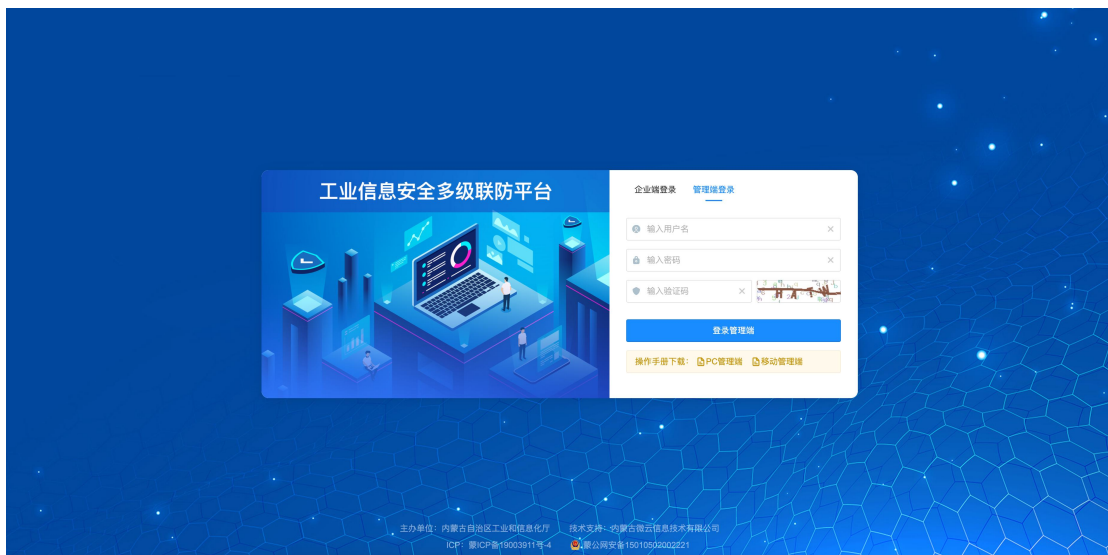 工业信息安全多级联防平台
企业端登录 管理端登录
输入用户名
输入密码
输入验证码
登录管理端
操作手册下载： PC管理端 移动管理端
主办单位：内蒙古自治区工业和信息化厅 技术支持：内蒙古微云信息技术有限公司
ICP：蒙ICP备19003911号-4 蒙公网安备15010502002221